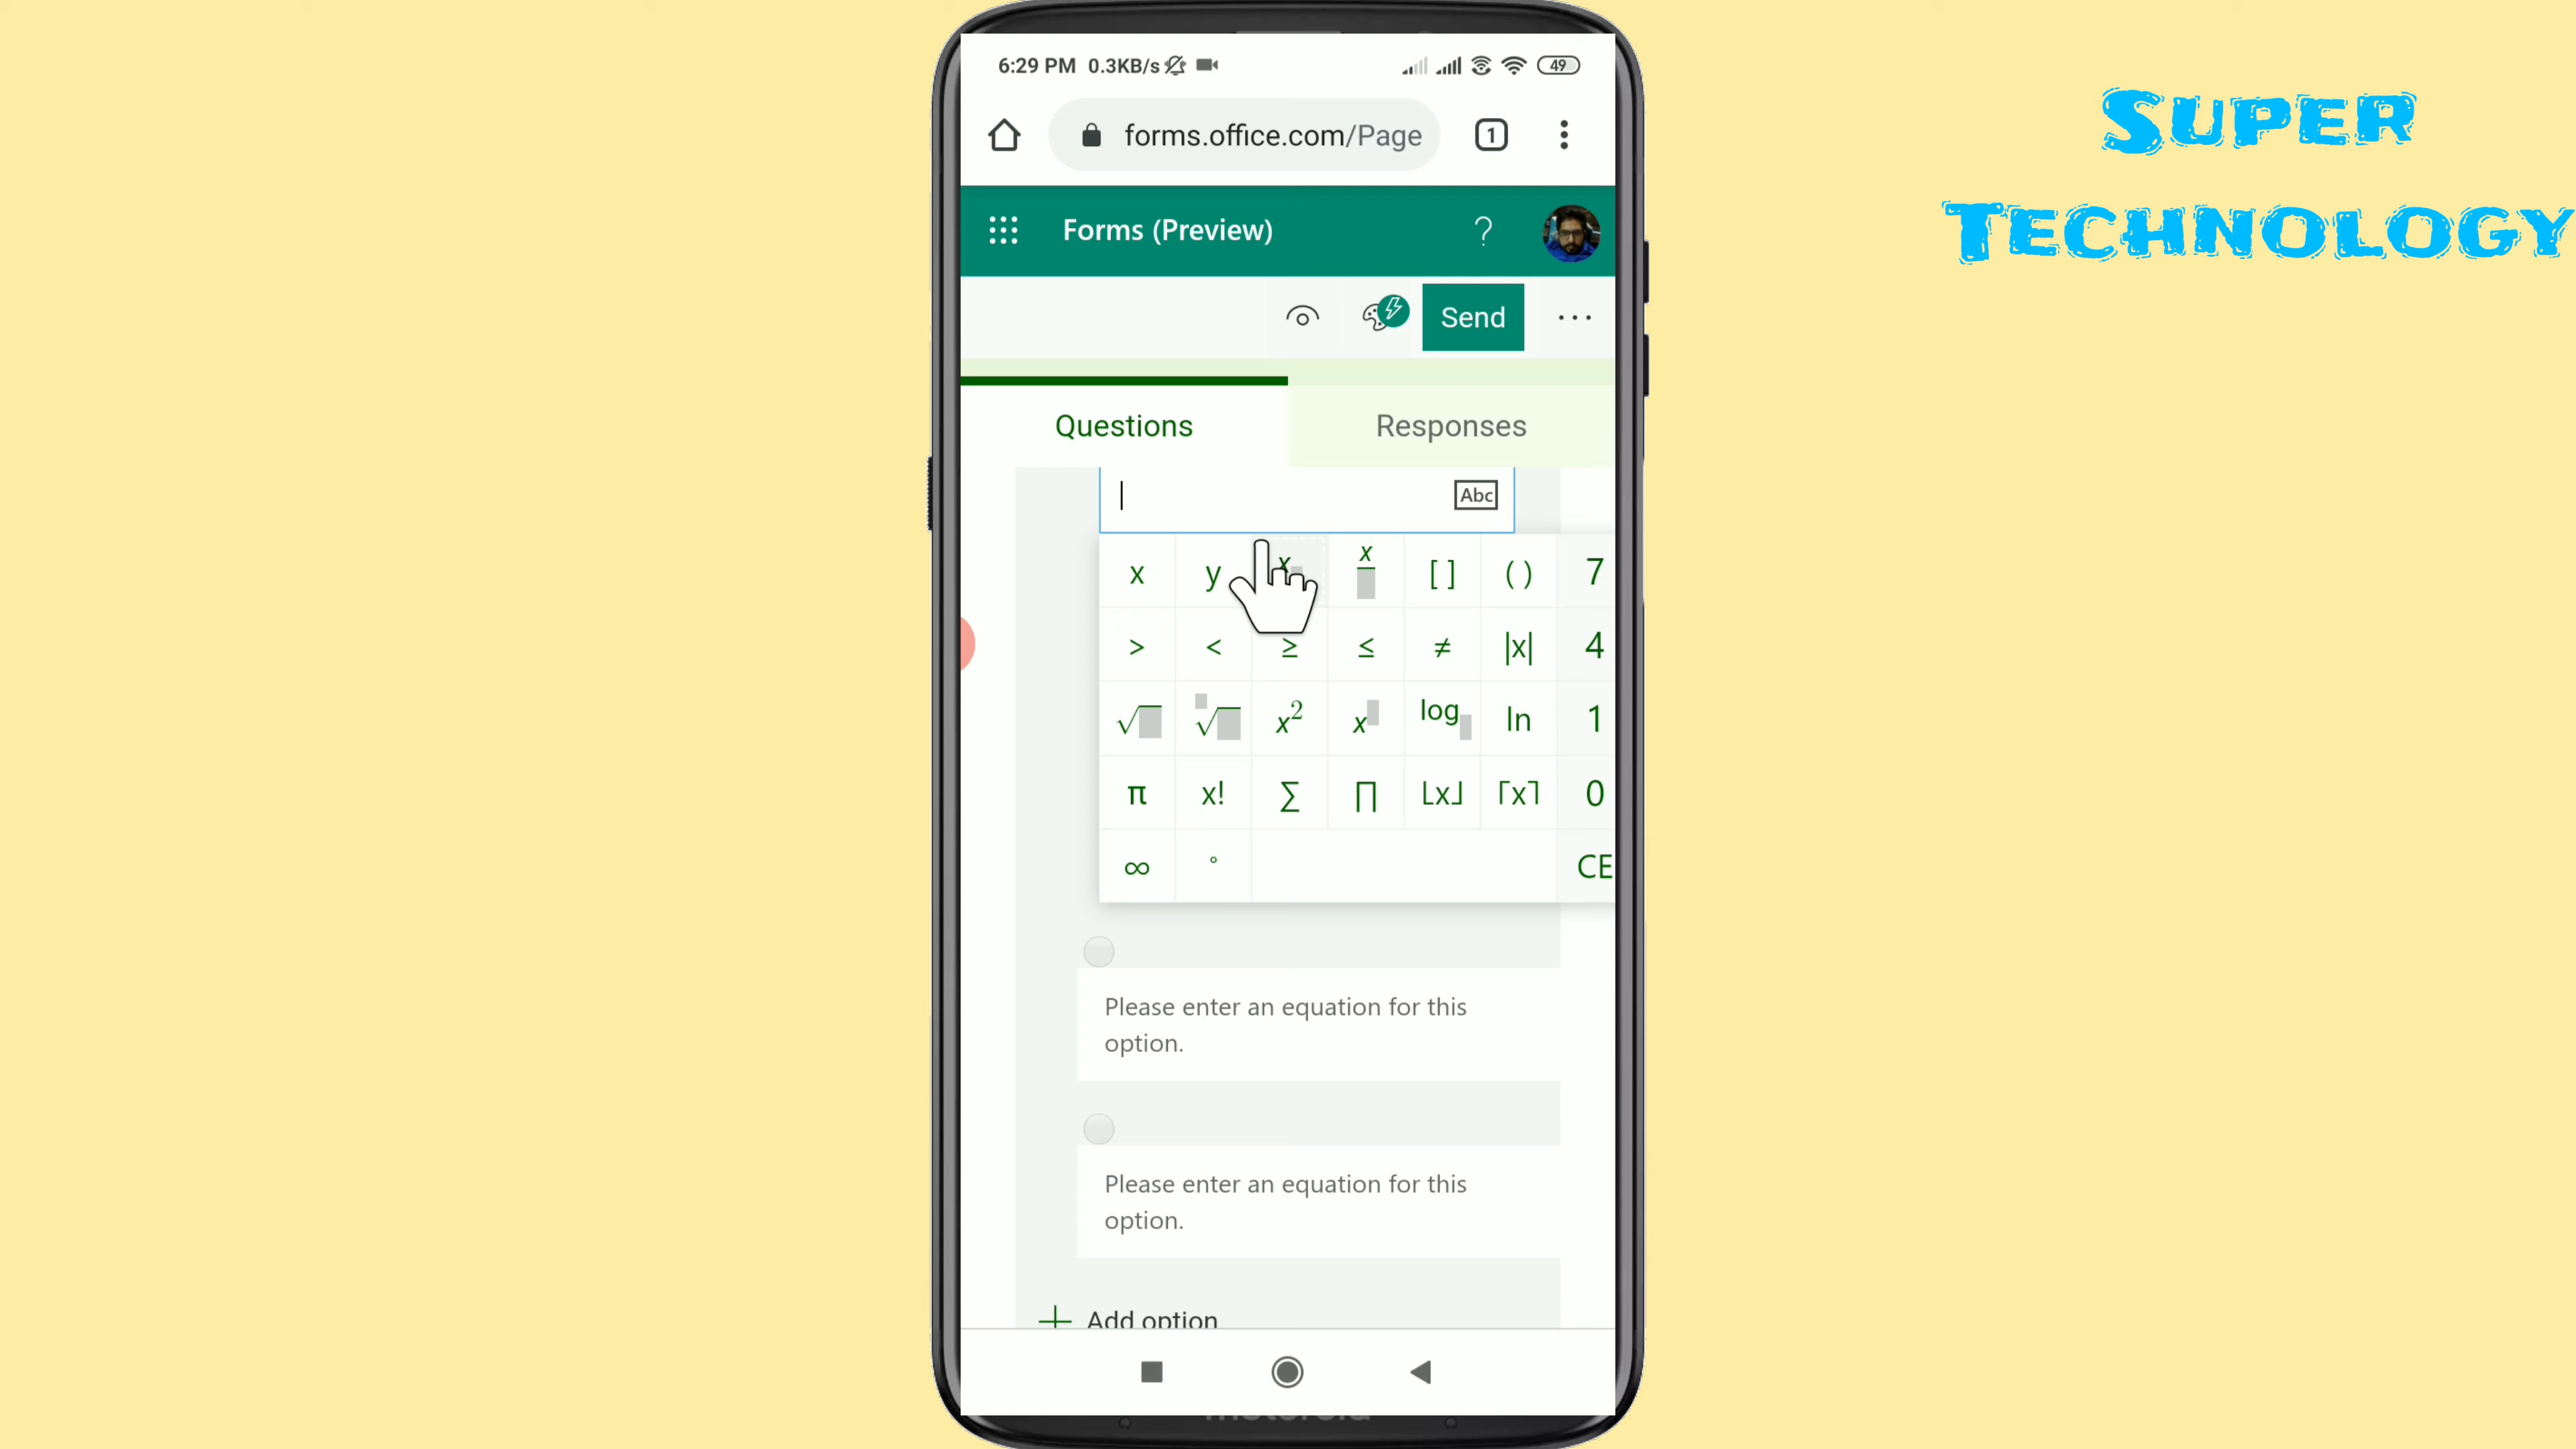 6:29 PM 0.3KB/s 49
SUPER
TECHNOLOGY
forms.office.com/Page 1
Forms (Preview) ?
Send ...
Questions Responses
Abc
x y x x [ ] ( ) 7
> < ≥ ≤ ≠ |x| 4
√ √ x² x log ln 1
π x! ∑ ∏ ⌊x⌋ ⌈x⌉ 0
∞ ° CE
Please enter an equation for this
option.
Please enter an equation for this
option.
+ Add option